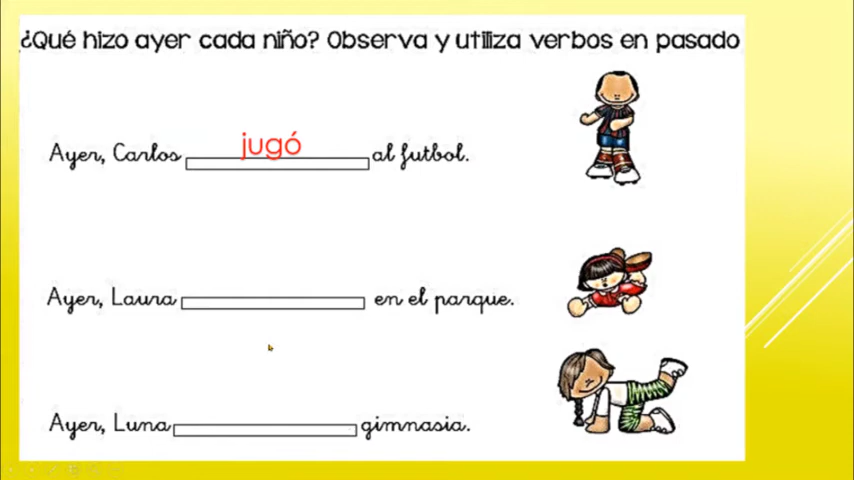 ¿Qué hizo ayer cada niño? Observa y utiliza verbos en pasado
Ayer, Carlos jugó al futbol.
Ayer, Laura en el parque.
Ayer, Luna gimnasia.